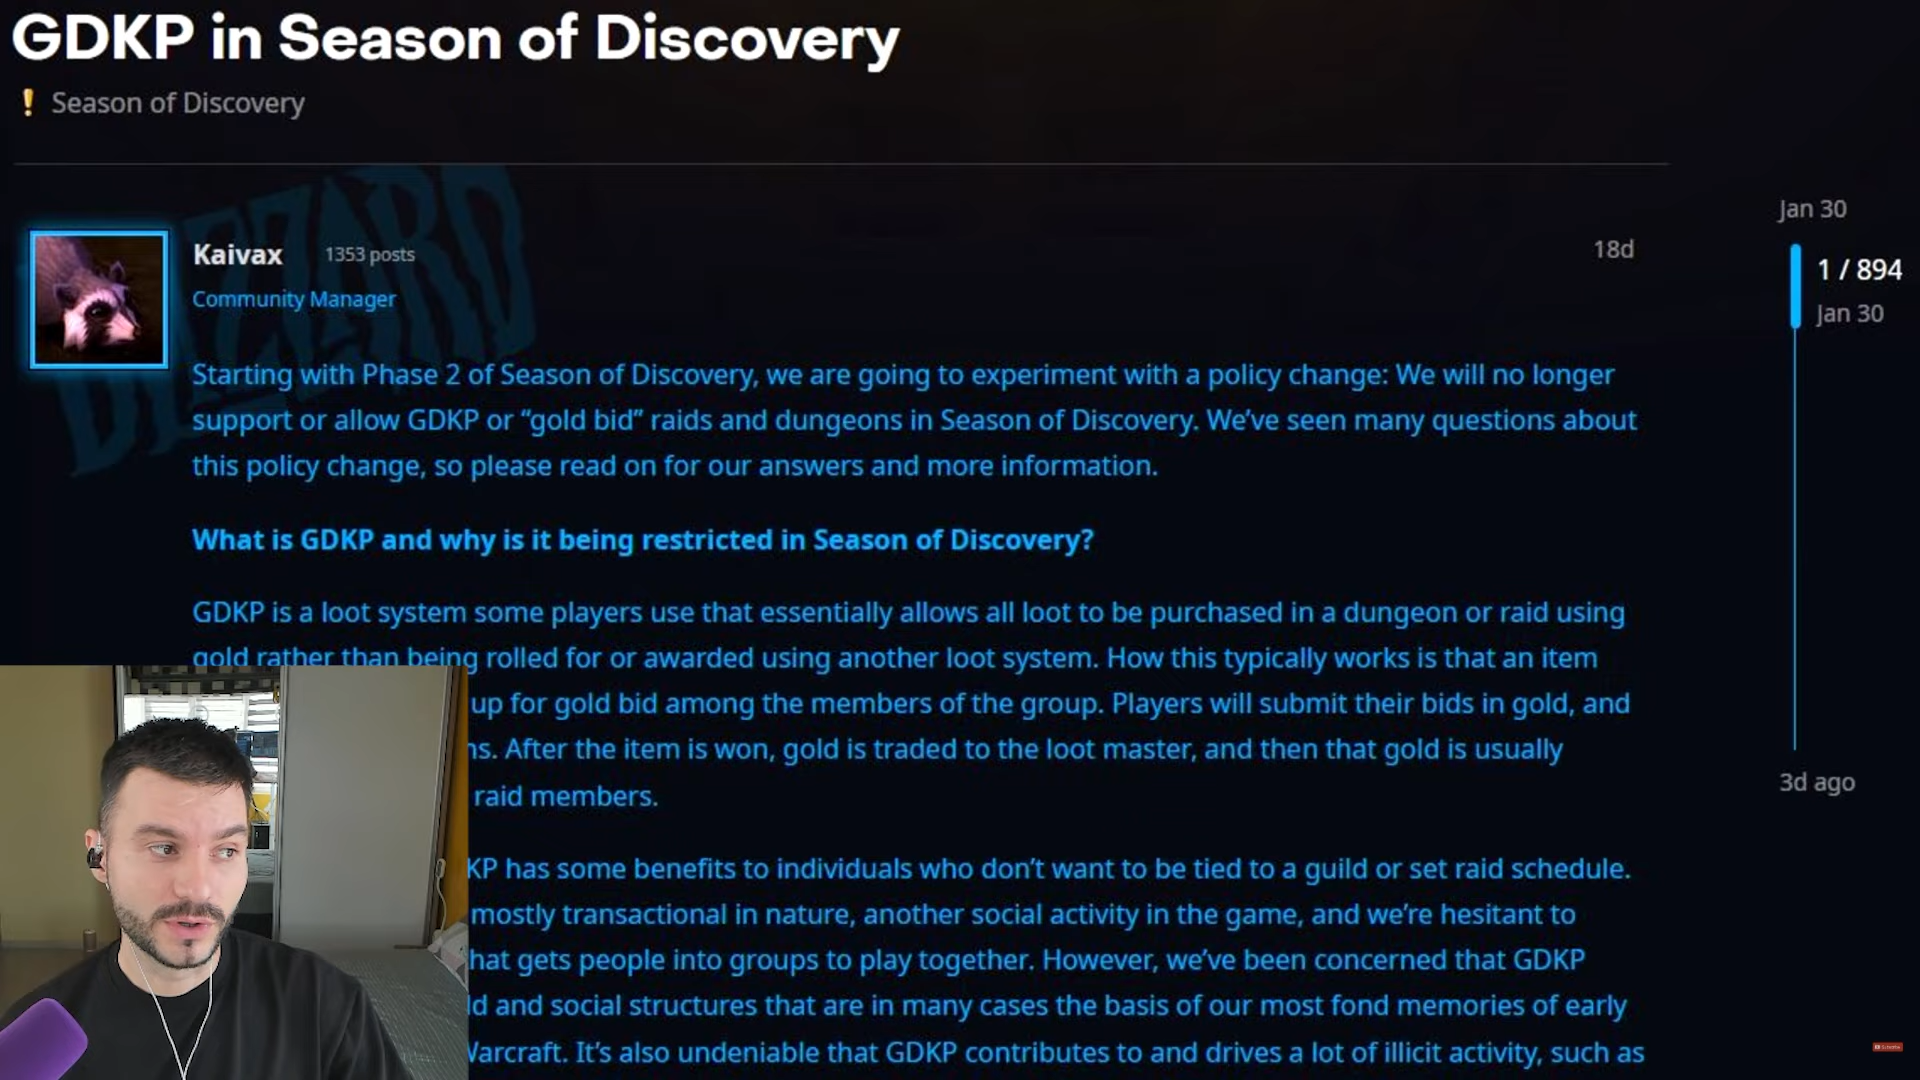 GDKP in Season of Discovery
Season of Discovery
BLIZZARD
Kaivax 1353 posts 18d
Community Manager
Starting with Phase 2 of Season of Discovery, we are going to experiment with a policy change: We will no longer
support or allow GDKP or “gold bid” raids and dungeons in Season of Discovery. We’ve seen many questions about
this policy change, so please read on for our answers and more information.
What is GDKP and why is it being restricted in Season of Discovery?
GDKP is a loot system some players use that essentially allows all loot to be purchased in a dungeon or raid using
gold rather than being rolled for or awarded using another loot system. How this typically works is that an item
up for gold bid among the members of the group. Players will submit their bids in gold, and
ns. After the item is won, gold is traded to the loot master, and then that gold is usually
raid members.
KP has some benefits to individuals who don’t want to be tied to a guild or set raid schedule.
mostly transactional in nature, another social activity in the game, and we’re hesitant to
hat gets people into groups to play together. However, we’ve been concerned that GDKP
ld and social structures that are in many cases the basis of our most fond memories of early
Warcraft. It’s also undeniable that GDKP contributes to and drives a lot of illicit activity, such as
Jan 30
1 / 894
Jan 30
3d ago
Subscribe